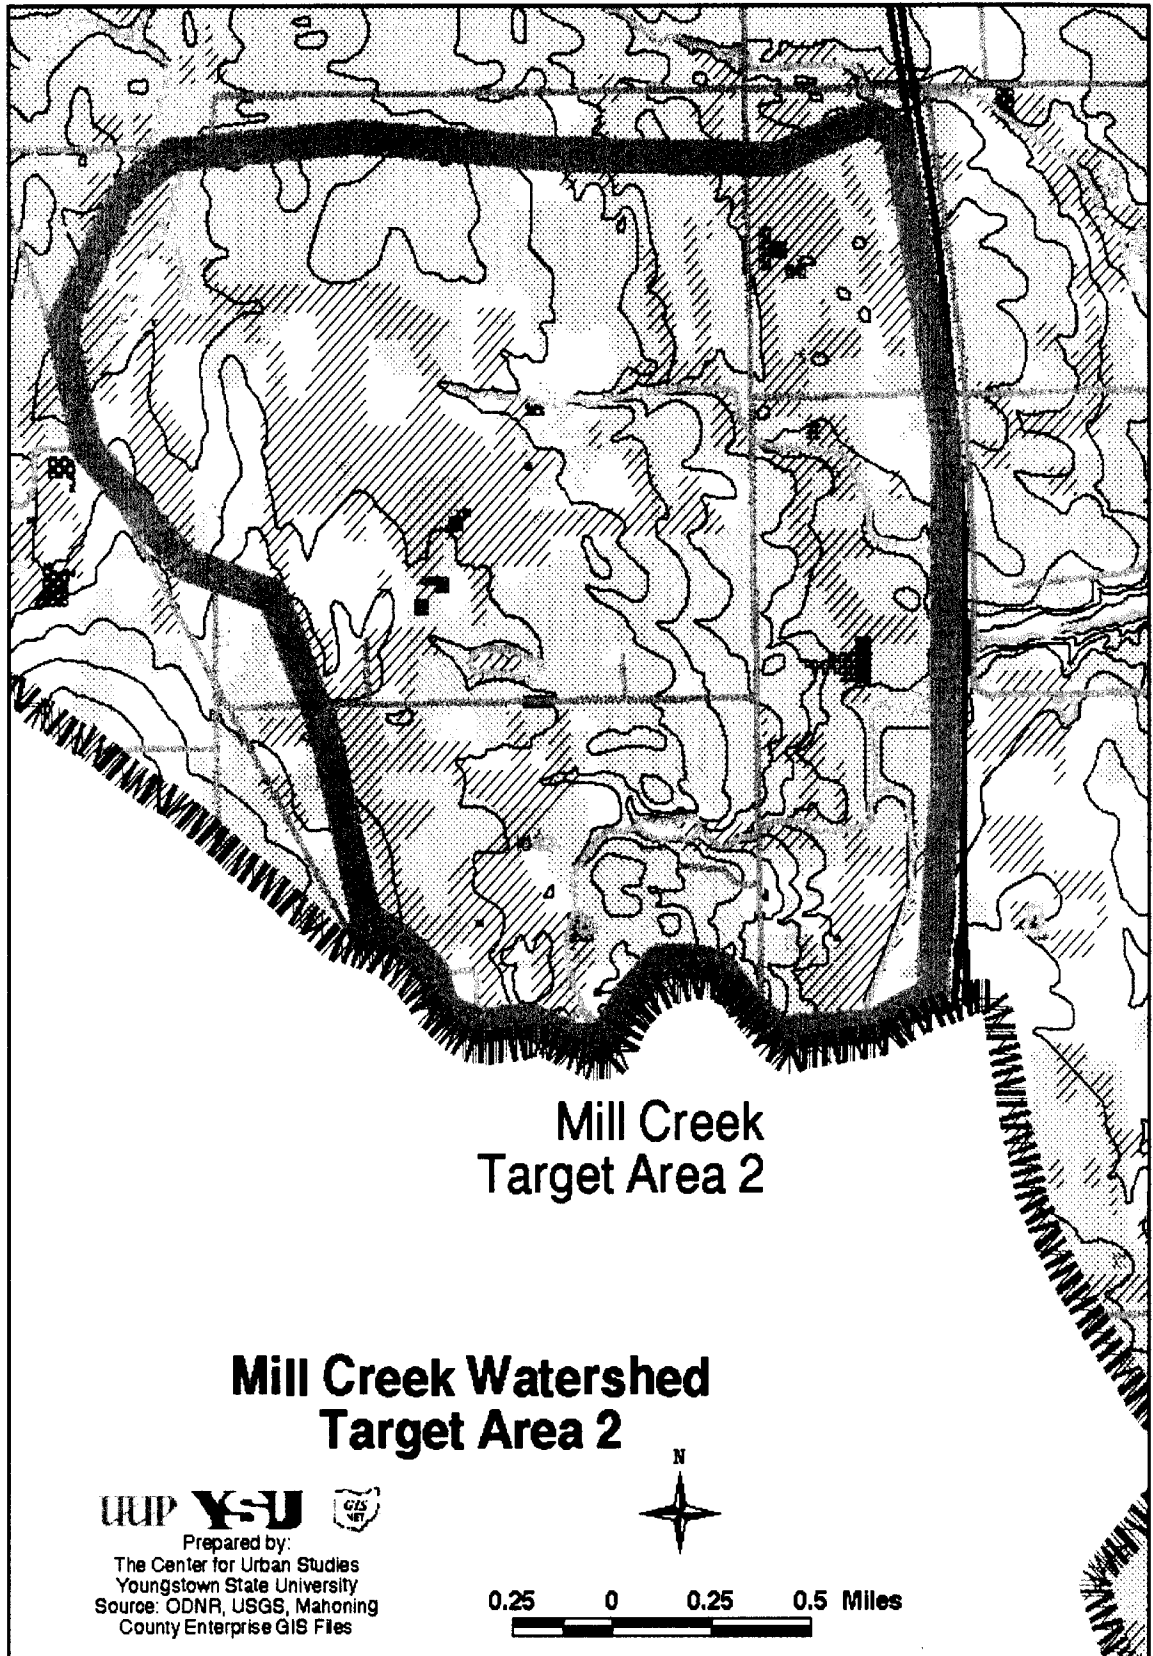 Mill Creek
Target Area 2
Mill Creek Watershed
Target Area 2
N
UUP YSU GIS NET
Prepared by:
The Center for Urban Studies
Youngstown State University
Source: ODNR, USGS, Mahoning
County Enterprise GIS Files
0.25 0 0.25 0.5 Miles